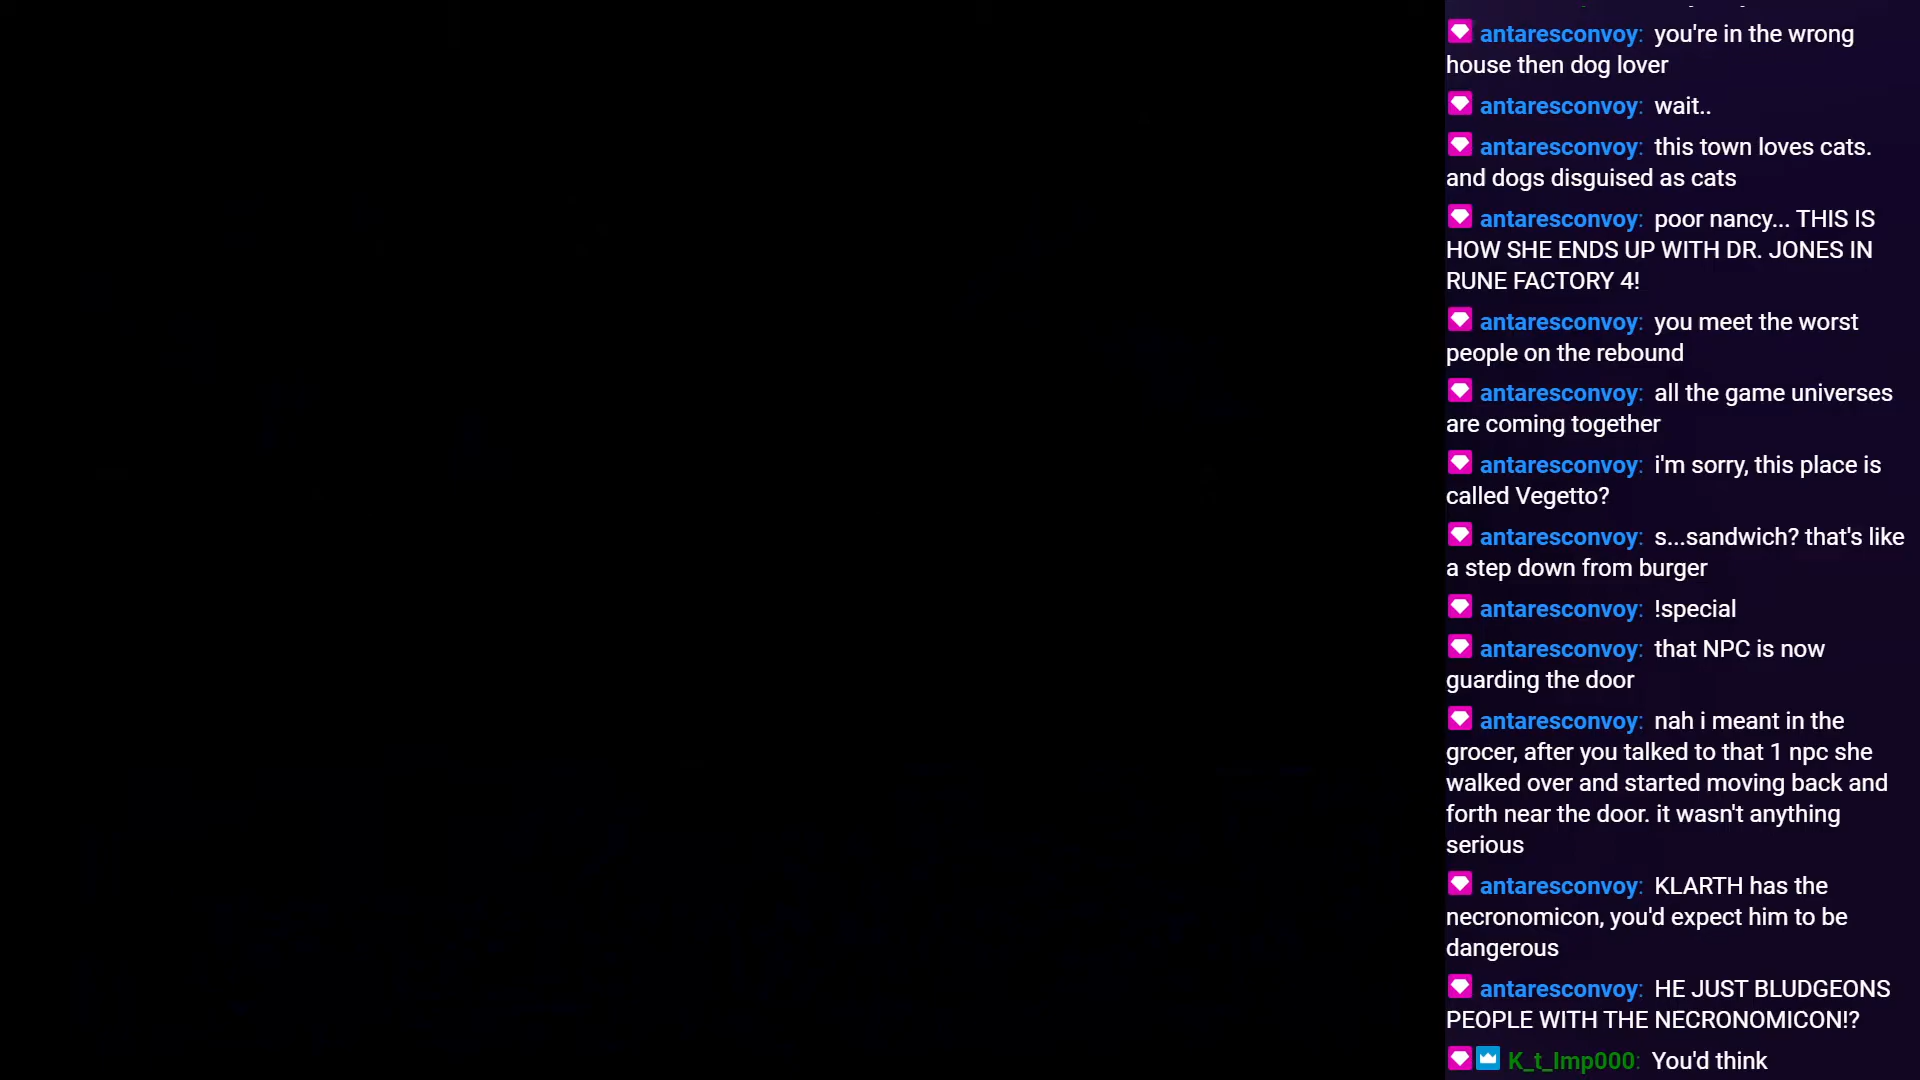 antaresconvoy: you're in the wrong
house then dog lover
antaresconvoy: wait..
antaresconvoy: this town loves cats.
and dogs disguised as cats
antaresconvoy: poor nancy... THIS IS
HOW SHE ENDS UP WITH DR. JONES IN
RUNE FACTORY 4!
antaresconvoy: you meet the worst
people on the rebound
antaresconvoy: all the game universes
are coming together
antaresconvoy: i'm sorry, this place is
called Vegetto?
antaresconvoy: s...sandwich? that's like
a step down from burger
antaresconvoy: !special
antaresconvoy: that NPC is now
guarding the door
antaresconvoy: nah i meant in the
grocer, after you talked to that 1 npc she
walked over and started moving back and
forth near the door. it wasn't anything
serious
antaresconvoy: KLARTH has the
necronomicon, you'd expect him to be
dangerous
antaresconvoy: HE JUST BLUDGEONS
PEOPLE WITH THE NECRONOMICON!?
K_t_Imp000: You'd think